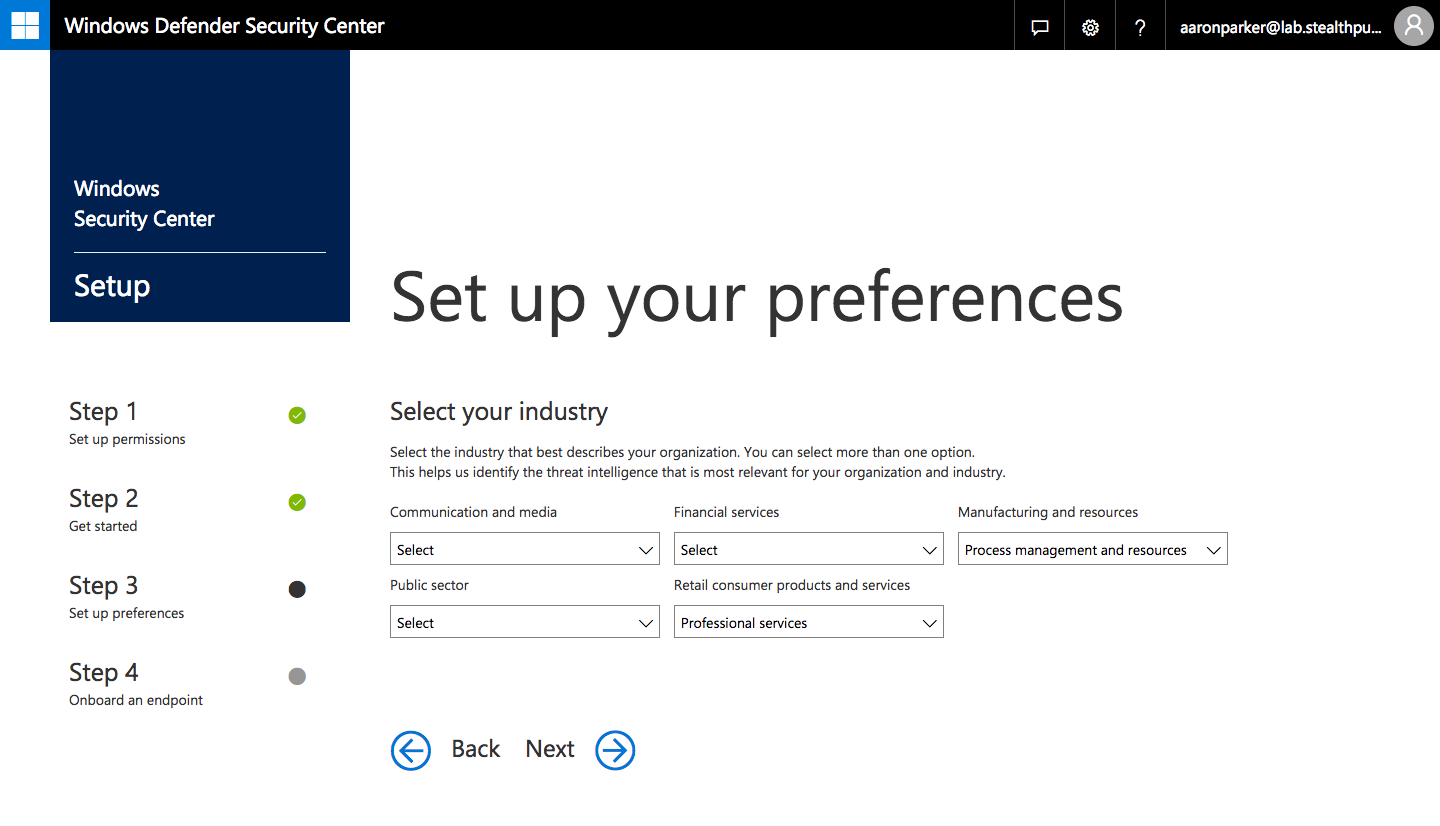 Windows Defender Security Center
?
aaronparker@lab.stealthpu...
Windows
Security Center
Setup
Set up your preferences
Step 1
Set up permissions
Step 2
Get started
Step 3
Set up preferences
Step 4
Onboard an endpoint
Select your industry
Select the industry that best describes your organization. You can select more than one option.
This helps us identify the threat intelligence that is most relevant for your organization and industry.
Communication and media
Select
Financial services
Select
Manufacturing and resources
Process management and resources
Public sector
Select
Retail consumer products and services
Professional services
Back
Next